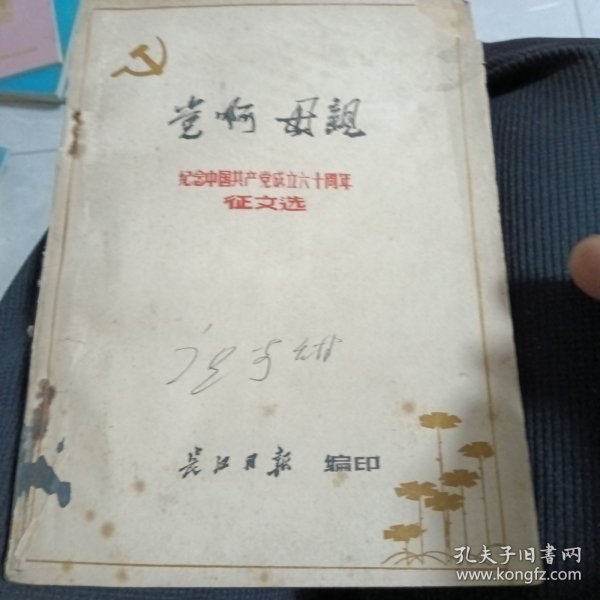 党啊 母親
纪念中国共产党成立六十周年
征文选
长江日报 编印
孔夫子旧书网
www.kongfz.com